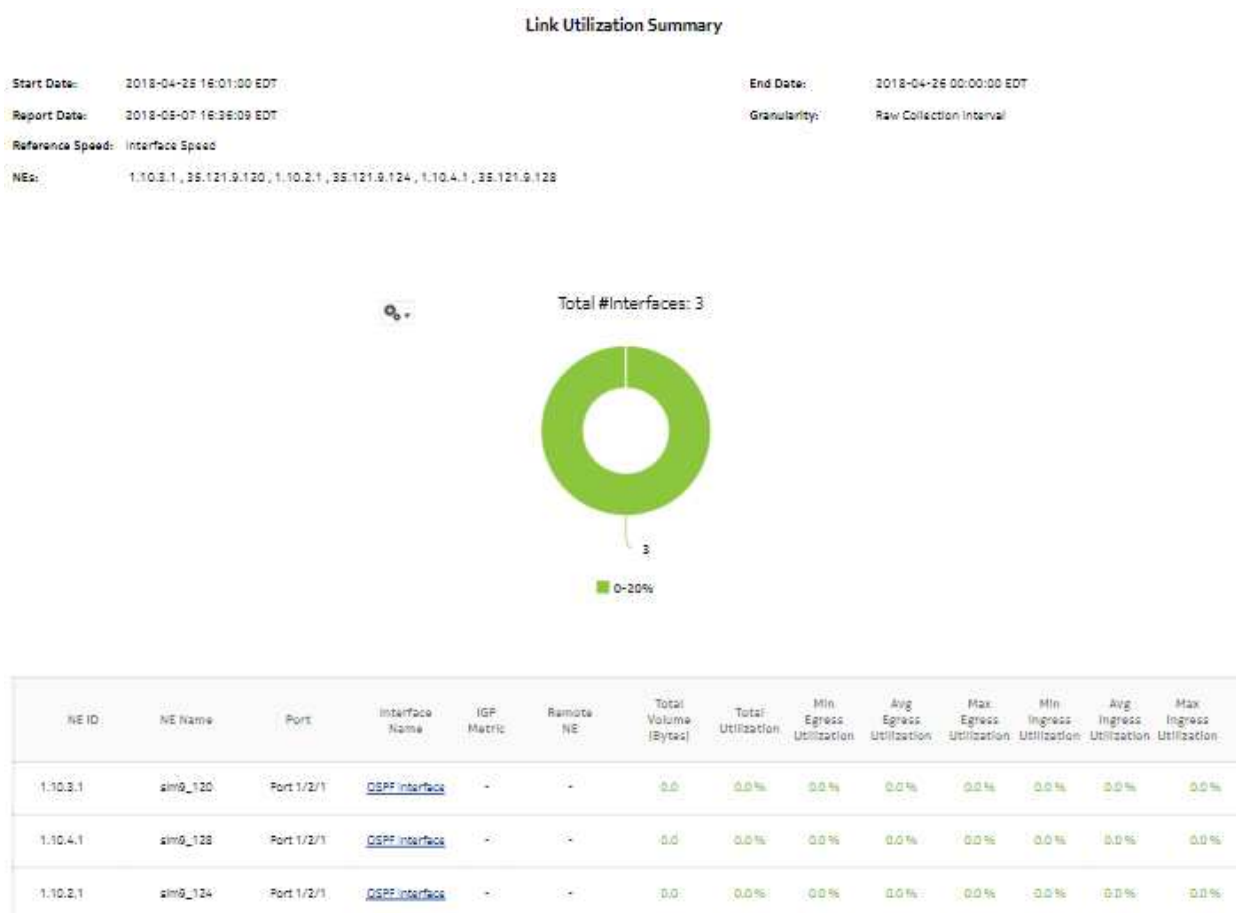 Link Utilization Summary
Start Date: 2018-04-25 16:01:00 EDT End Date: 2018-04-26 00:00:00 EDT
Report Date: 2018-05-07 16:36:09 EDT Granularity: Raw Collection Interval
Reference Speed: Interface Speed
NEs: 1.10.3.1 , 35.121.9.120 , 1.10.2.1 , 35.121.9.124 , 1.10.4.1 , 35.121.9.128
Total #Interfaces: 3
3
0-20%
NE ID NE Name Port Interface Name IGP Metric Remote NE Total Volume (Bytes) Total Utilization Min Egress Utilization Avg Egress Utilization Max Egress Utilization Min Ingress Utilization Avg Ingress Utilization Max Ingress Utilization
1.10.3.1 sim9_120 Port 1/2/1 OSPF Interface - - 0.0 0.0 % 0.0 % 0.0 % 0.0 % 0.0 % 0.0 % 0.0 %
1.10.4.1 sim9_128 Port 1/2/1 OSPF Interface - - 0.0 0.0 % 0.0 % 0.0 % 0.0 % 0.0 % 0.0 % 0.0 %
1.10.2.1 sim9_124 Port 1/2/1 OSPF Interface - - 0.0 0.0 % 0.0 % 0.0 % 0.0 % 0.0 % 0.0 % 0.0 %